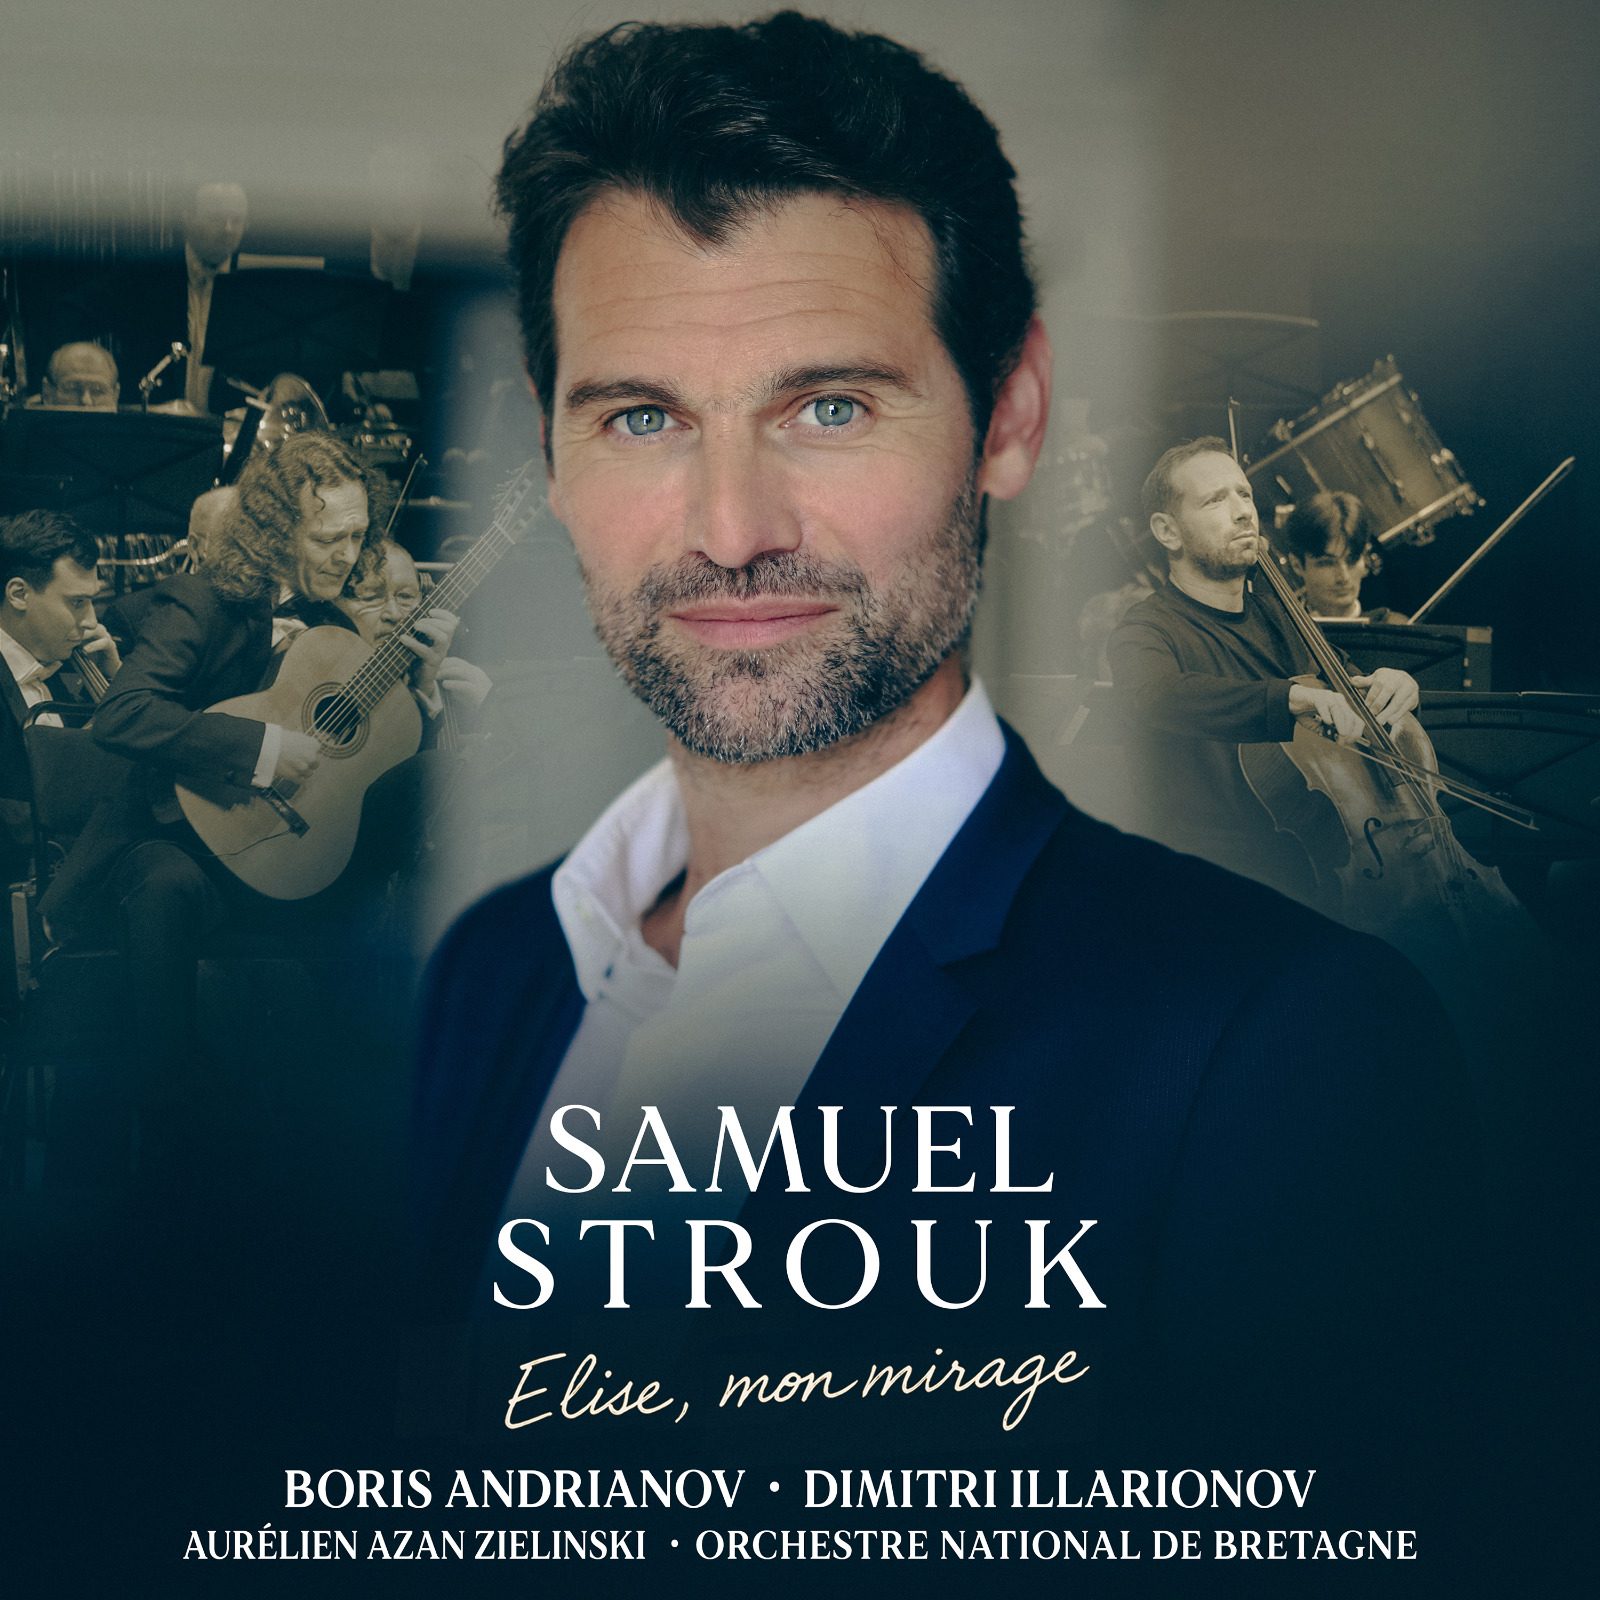 SAMUEL
STROUK
Elise, mon mirage
BORIS ANDRIANOV • DIMITRI ILLARIONOV
AURÉLIEN AZAN ZIELINSKI • ORCHESTRE NATIONAL DE BRETAGNE